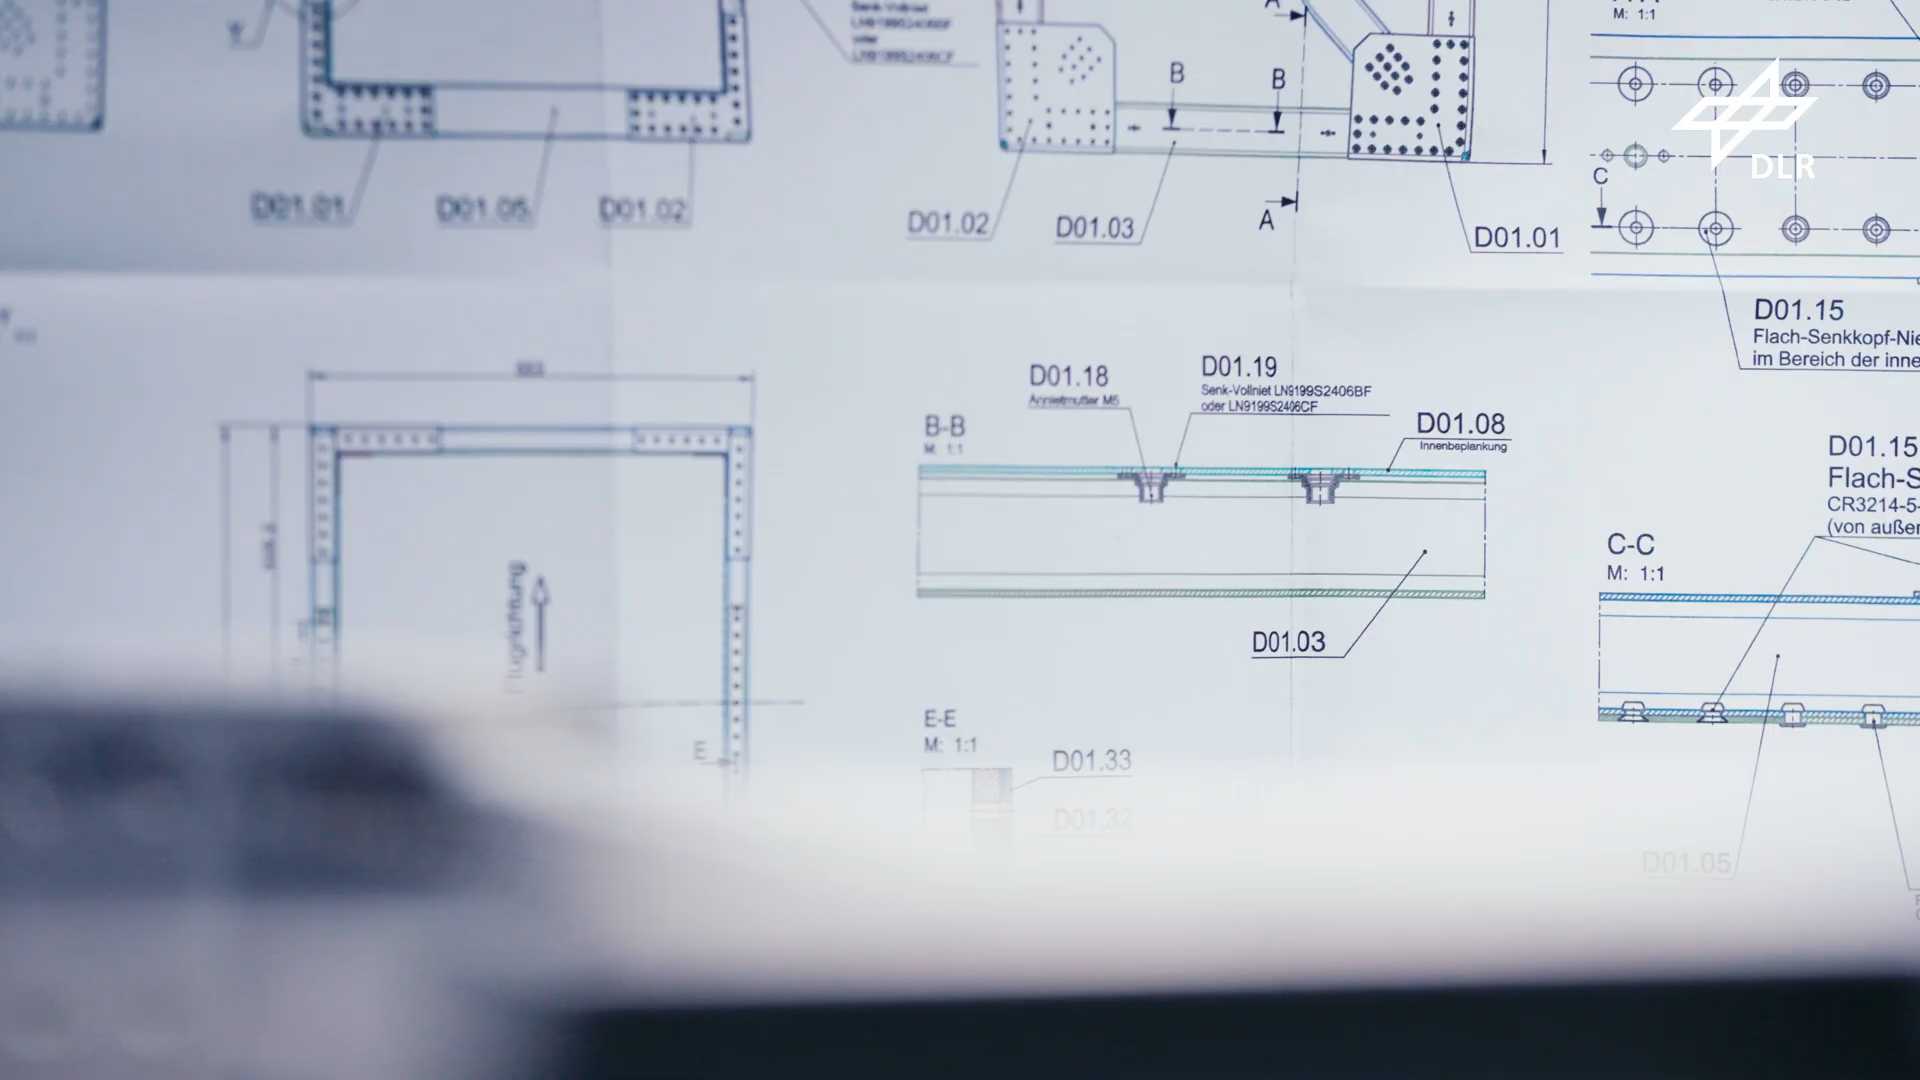 M: 1:1
A
B
B
DLR
C
D01.01
D01.05
D01.02
D01.02
D01.03
A
D01.01
D01.15
Flach-Senkkopf-Nie
im Bereich der inne
D01.18
Annietmutter M5
D01.19
Senk-Vollniet LN9199S2406BF
oder LN9199S2406CF
D01.08
Innenbeplankung
B-B
M: 1:1
D01.03
Flugrichtung
D01.15
Flach-S
CR3214-5-
(von außen
C-C
M: 1:1
E
E-E
M: 1:1
D01.33
D01.32
D01.05